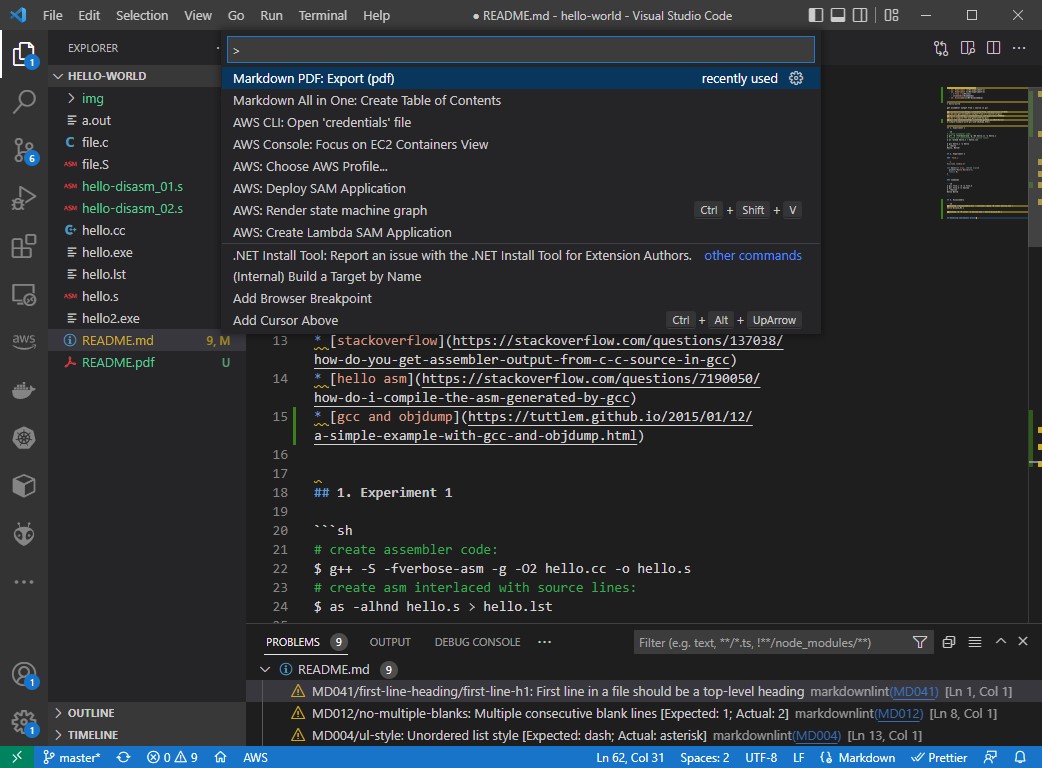 File Edit Selection View Go Run Terminal Help ● README.md - hello-world - Visual Studio Code
EXPLORER
>
HELLO-WORLD
img
a.out
C file.c
ASM file.S
ASM hello-disasm_01.s
ASM hello-disasm_02.s
hello.cc
hello.exe
hello.lst
ASM hello.s
hello2.exe
README.md 9, M
README.pdf U
OUTLINE
TIMELINE
1
6
aws
1
1
Markdown PDF: Export (pdf) recently used
Markdown All in One: Create Table of Contents
AWS CLI: Open 'credentials' file
AWS Console: Focus on EC2 Containers View
AWS: Choose AWS Profile...
AWS: Deploy SAM Application
AWS: Render state machine graph Ctrl + Shift + V
AWS: Create Lambda SAM Application
.NET Install Tool: Report an issue with the .NET Install Tool for Extension Authors. other commands
(Internal) Build a Target by Name
Add Browser Breakpoint
Add Cursor Above Ctrl + Alt + UpArrow
13 * [stackoverflow](https://stackoverflow.com/questions/137038/
how-do-you-get-assembler-output-from-c-c-source-in-gcc)
14 * [hello asm](https://stackoverflow.com/questions/7190050/
how-do-i-compile-the-asm-generated-by-gcc)
15 * [gcc and objdump](https://tuttlem.github.io/2015/01/12/
a-simple-example-with-gcc-and-objdump.html)
16
17
18 ## 1. Experiment 1
19
20 ```sh
21 # create assembler code:
22 $ g++ -S -fverbose-asm -g -O2 hello.cc -o hello.s
23 # create asm interlaced with source lines:
24 $ as -alhnd hello.s > hello.lst
PROBLEMS 9 OUTPUT DEBUG CONSOLE ··· Filter (e.g. text, **/*.ts, !**/node_modules/**)
README.md 9
MD041/first-line-heading/first-line-h1: First line in a file should be a top-level heading markdownlint(MD041) [Ln 1, Col 1]
MD012/no-multiple-blanks: Multiple consecutive blank lines [Expected: 1; Actual: 2] markdownlint(MD012) [Ln 8, Col 1]
MD004/ul-style: Unordered list style [Expected: dash; Actual: asterisk] markdownlint(MD004) [Ln 13, Col 1]
master* 0 9 AWS Ln 62, Col 31 Spaces: 2 UTF-8 LF Markdown Prettier